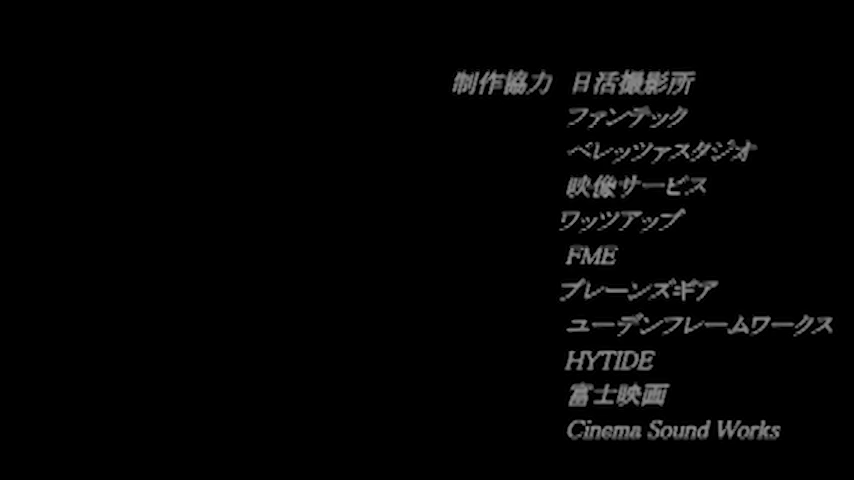 制作協力 日活撮影所
ファンテック
ベレッツァスタジオ
映像サービス
ワッツアップ
FME
ブレーンズギア
ユーデンフレームワークス
HYTIDE
富士映画
Cinema Sound Works